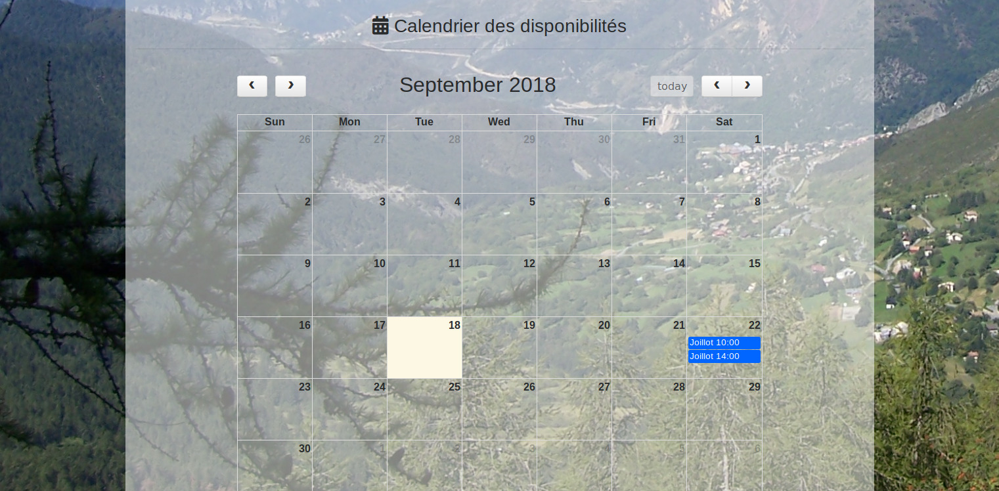 Calendrier des disponibilités
‹ › September 2018 today ‹ ›
Sun Mon Tue Wed Thu Fri Sat
26 27 28 29 30 31 1
2 3 4 5 6 7 8
9 10 11 12 13 14 15
16 17 18 19 20 21 22
Joillot 10:00
Joillot 14:00
23 24 25 26 27 28 29
30 1 2 3 4 5 6